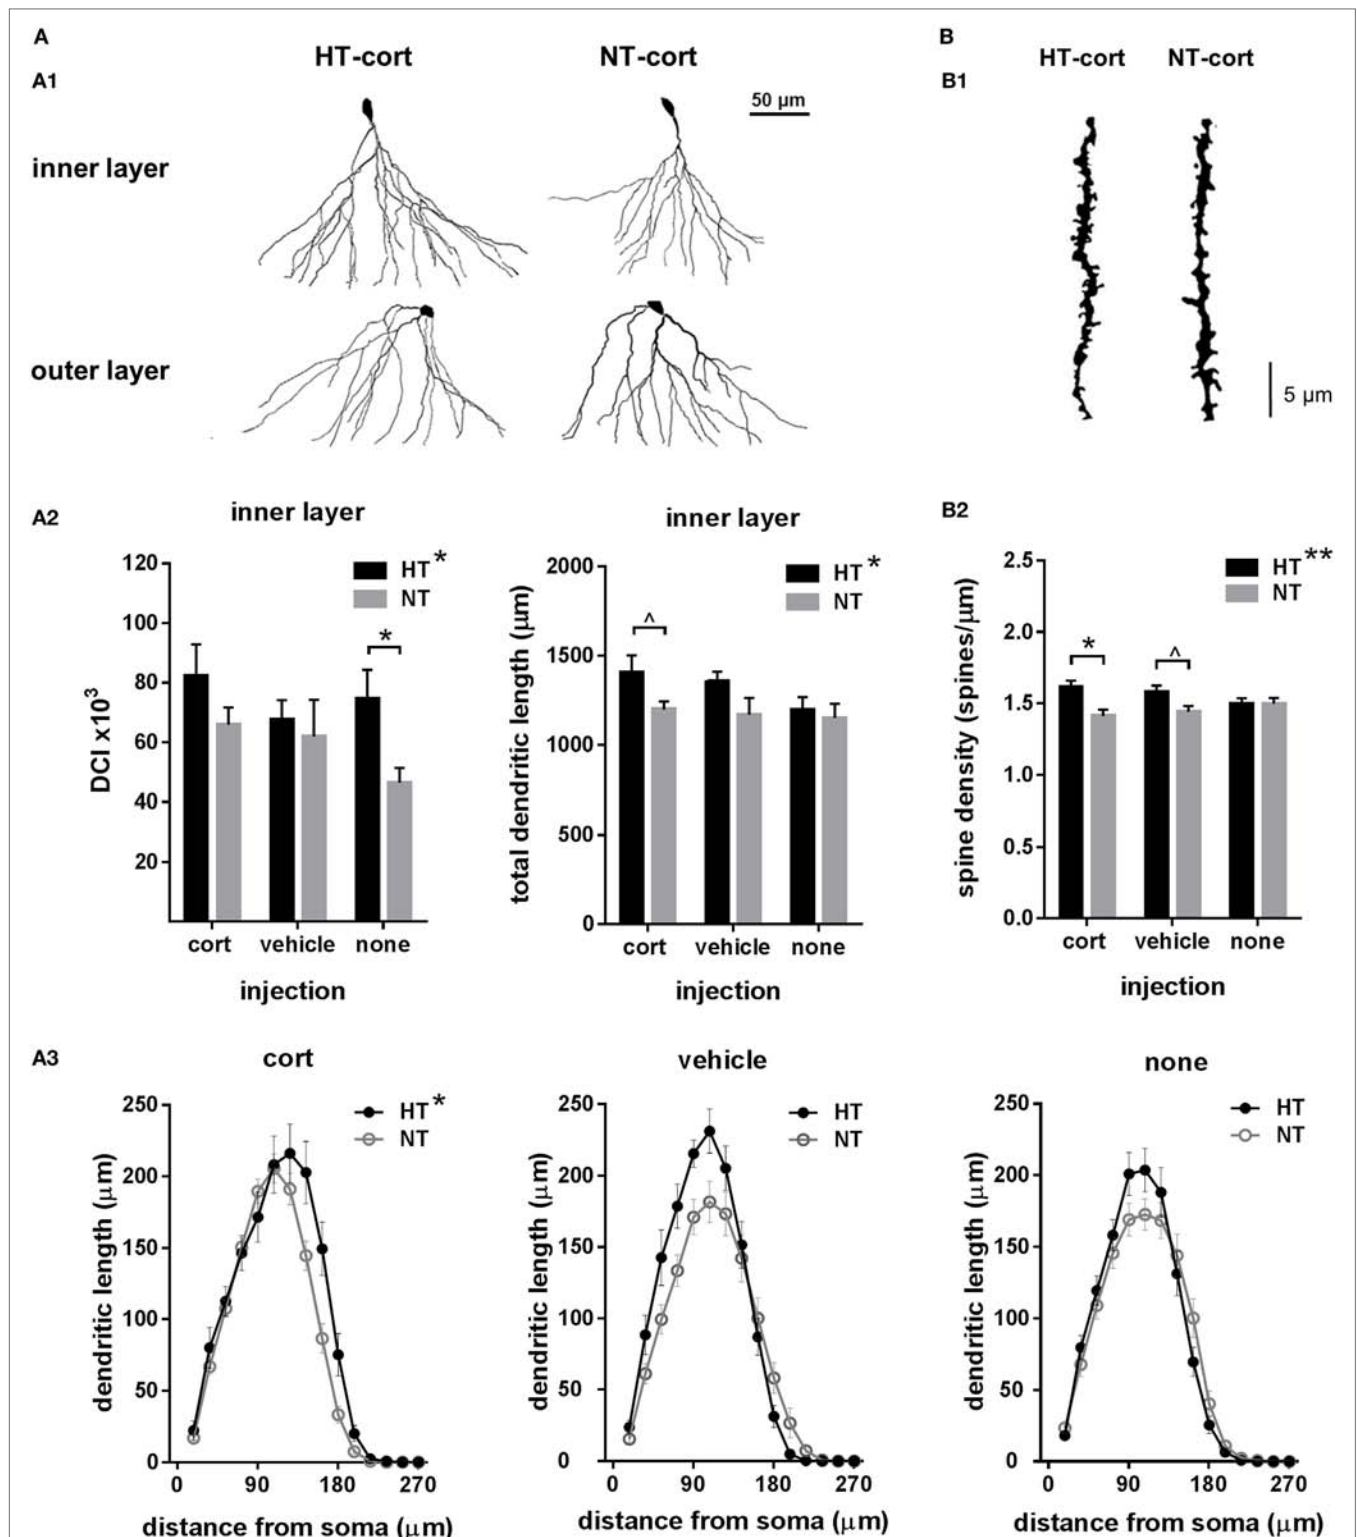 A
HT-cort
NT-cort
A1
50 μm
inner layer
outer layer
B
HT-cort
NT-cort
B1
5 μm
A2
inner layer
120
100
80
60
40
20
DCI x10³
HT*
NT
*
cort
vehicle
none
injection
inner layer
2000
1500
1000
500
0
total dendritic length (μm)
HT*
NT
^
cort
vehicle
none
injection
B2
2.5
2.0
1.5
1.0
0.5
0.0
spine density (spines/μm)
HT**
NT
*
^
cort
vehicle
none
injection
A3
cort
250
200
150
100
50
0
dendritic length (μm)
HT*
NT
0
90
180
270
distance from soma (μm)
vehicle
250
200
150
100
50
0
dendritic length (μm)
HT
NT
0
90
180
270
distance from soma (μm)
none
250
200
150
100
50
0
dendritic length (μm)
HT
NT
0
90
180
270
distance from soma (μm)